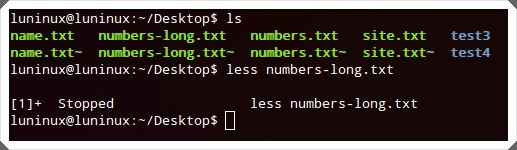 luninux@luninux:~/Desktop$ ls
name.txt   numbers-long.txt   numbers.txt   site.txt   test3
name.txt~  numbers-long.txt~  numbers.txt~  site.txt~  test4
luninux@luninux:~/Desktop$ less numbers-long.txt
[1]+  Stopped                 less numbers-long.txt
luninux@luninux:~/Desktop$